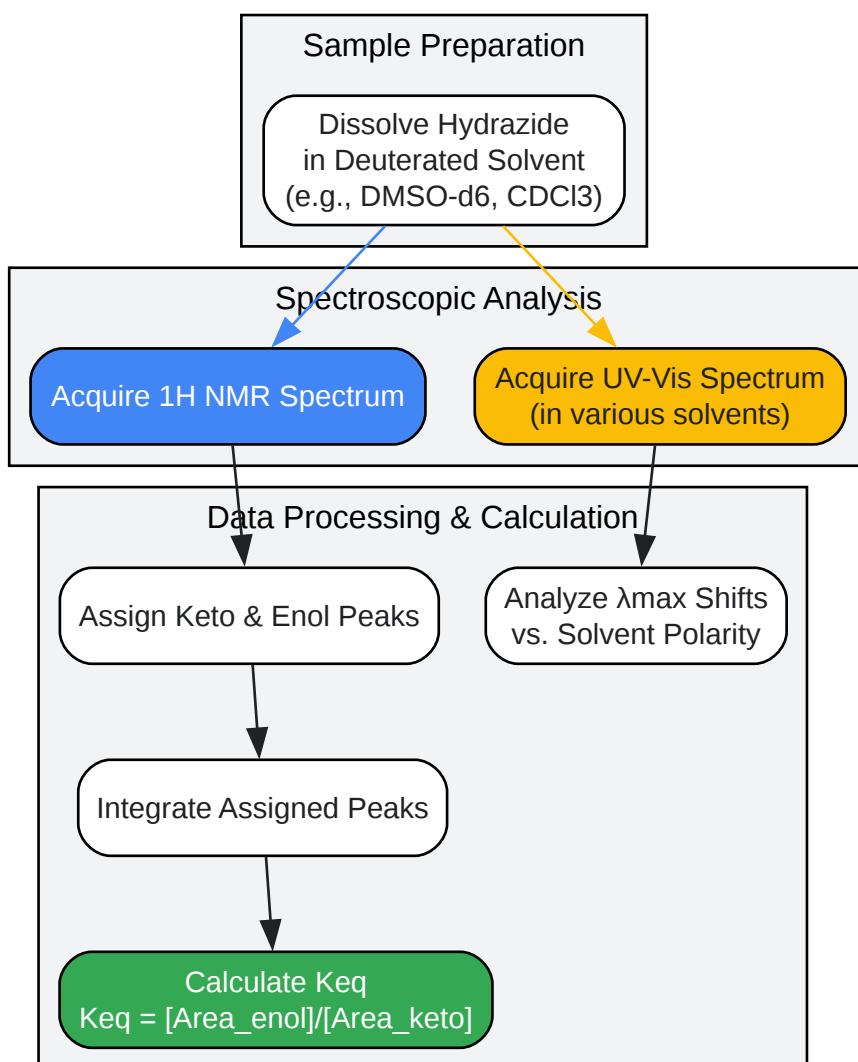 Sample Preparation
Dissolve Hydrazide
in Deuterated Solvent
(e.g., DMSO-d6, CDCl3)
Spectroscopic Analysis
Acquire 1H NMR Spectrum
Acquire UV-Vis Spectrum
(in various solvents)
Data Processing & Calculation
Assign Keto & Enol Peaks
Analyze λmax Shifts
vs. Solvent Polarity
Integrate Assigned Peaks
Calculate Keq
Keq = [Area_enol]/[Area_keto]